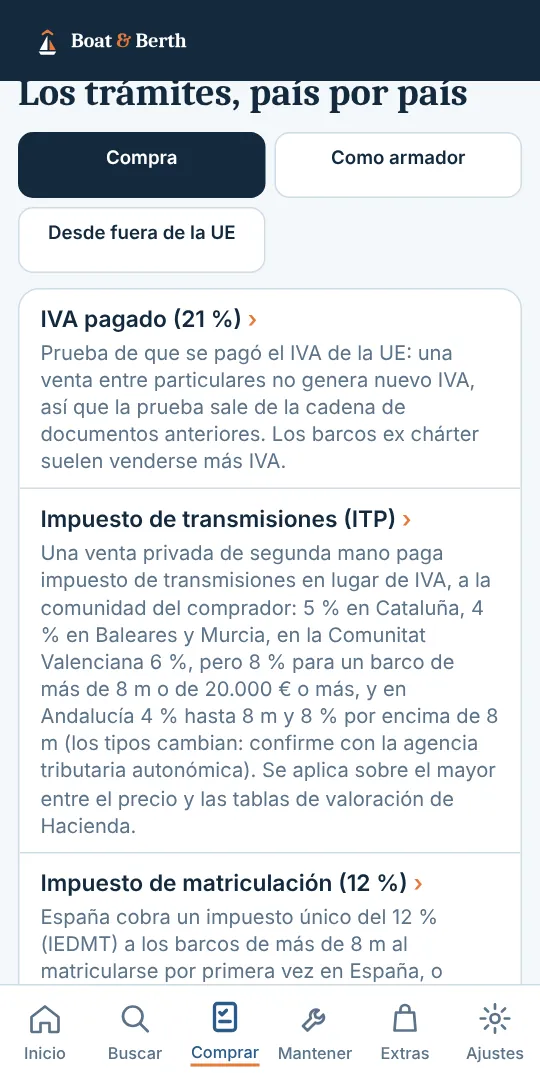 Boat & Berth
Los trámites, país por país
Compra
Como armador
Desde fuera de la UE
IVA pagado (21 %) ›
Prueba de que se pagó el IVA de la UE: una
venta entre particulares no genera nuevo IVA,
así que la prueba sale de la cadena de
documentos anteriores. Los barcos ex chárter
suelen venderse más IVA.
Impuesto de transmisiones (ITP) ›
Una venta privada de segunda mano paga
impuesto de transmisiones en lugar de IVA, a la
comunidad del comprador: 5 % en Cataluña, 4
% en Baleares y Murcia, en la Comunitat
Valenciana 6 %, pero 8 % para un barco de
más de 8 m o de 20.000 € o más, y en
Andalucía 4 % hasta 8 m y 8 % por encima de 8
m (los tipos cambian: confirme con la agencia
tributaria autonómica). Se aplica sobre el mayor
entre el precio y las tablas de valoración de
Hacienda.
Impuesto de matriculación (12 %) ›
España cobra un impuesto único del 12 %
(IEDMT) a los barcos de más de 8 m al
matricularse por primera vez en España, o
Inicio
Buscar
Comprar
Mantener
Extras
Ajustes